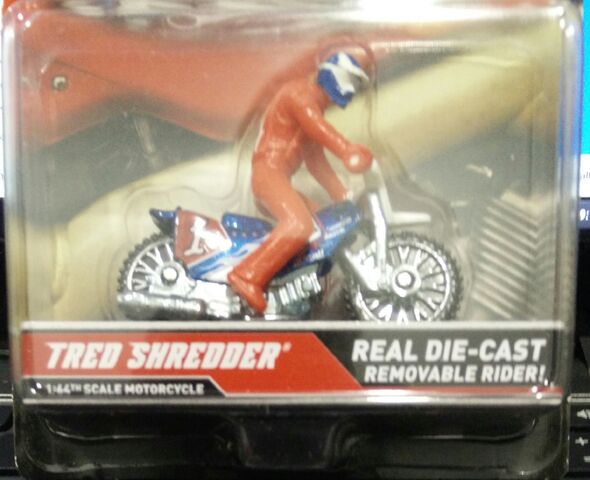 TRED SHREDDER®
1:64TH SCALE MOTORCYCLE
REAL DIE-CAST
REMOVABLE RIDER!